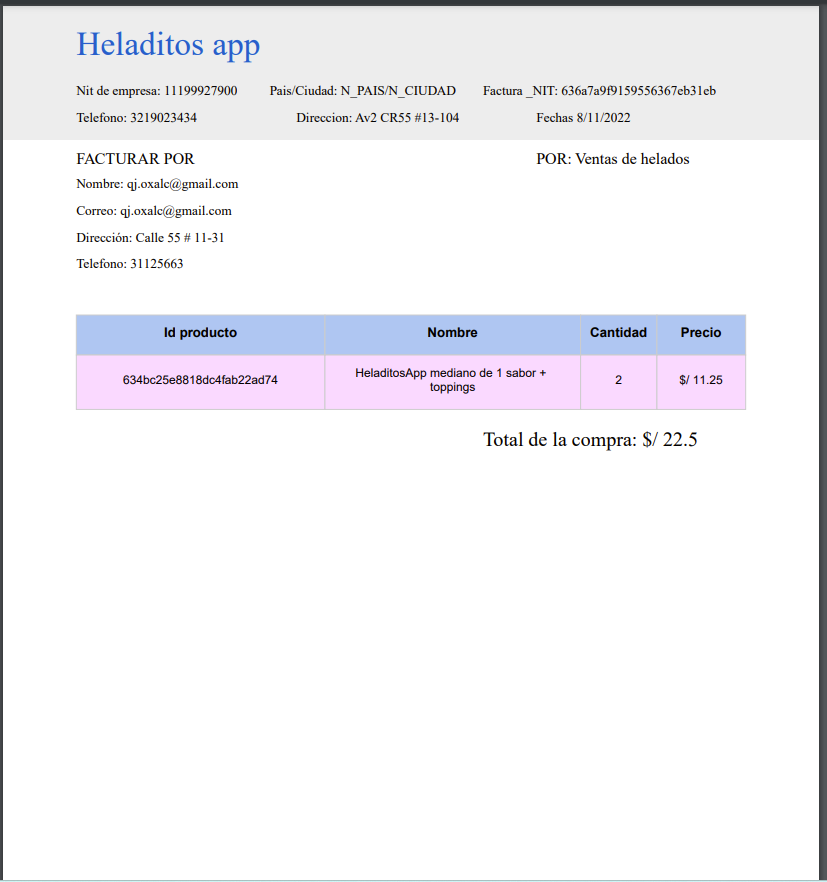 Heladitos app
Nit de empresa: 11199927900 Pais/Ciudad: N_PAIS/N_CIUDAD Factura _NIT: 636a7a9f9159556367eb31eb
Telefono: 3219023434 Direccion: Av2 CR55 #13-104 Fechas 8/11/2022
FACTURAR POR POR: Ventas de helados
Nombre: qj.oxalc@gmail.com
Correo: qj.oxalc@gmail.com
Dirección: Calle 55 # 11-31
Telefono: 31125663
Id producto Nombre Cantidad Precio
634bc25e8818dc4fab22ad74 HeladitosApp mediano de 1 sabor + 2 $/ 11.25
toppings
Total de la compra: $/ 22.5